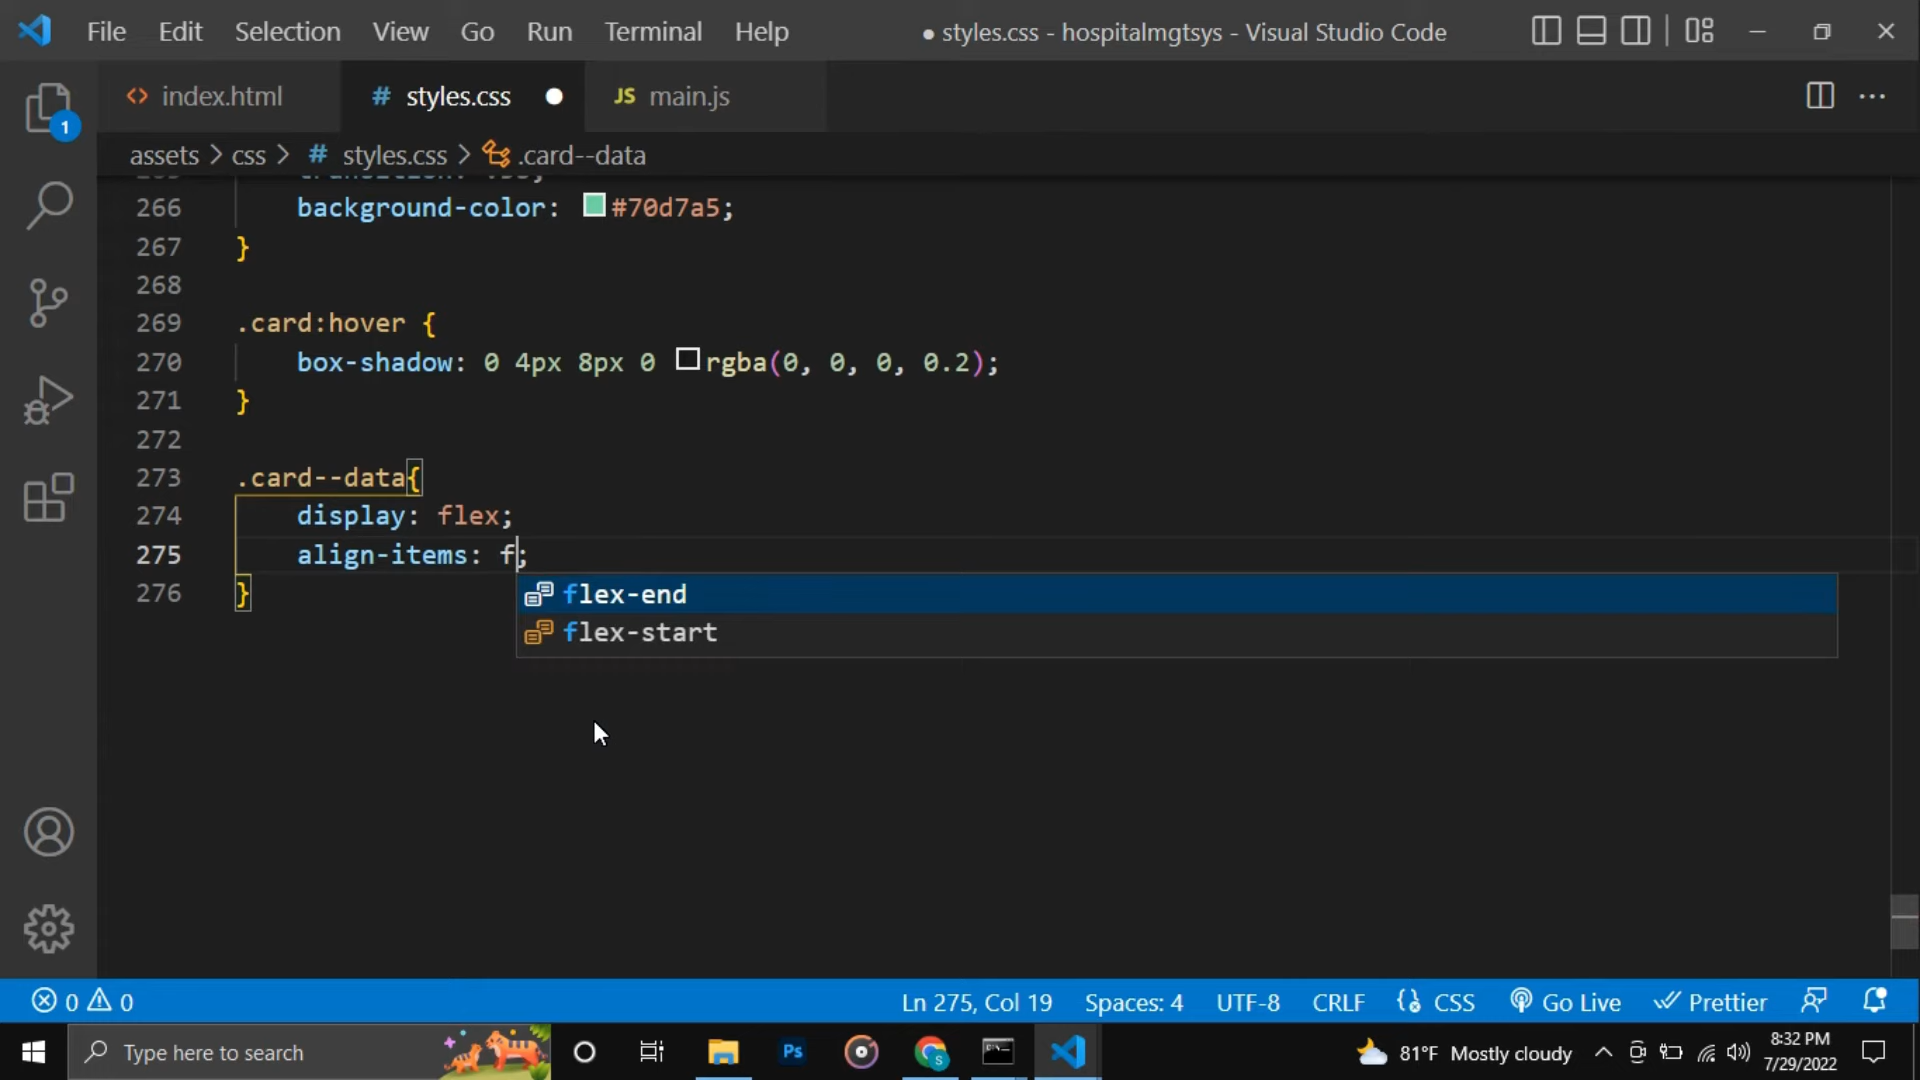 File Edit Selection View Go Run Terminal Help
● styles.css - hospitalmgtsys - Visual Studio Code
<> index.html
# styles.css ●
JS main.js
1
assets > css > # styles.css > .card--data
266 background-color: #70d7a5;
267 }
268
269 .card:hover {
270 box-shadow: 0 4px 8px 0 rgba(0, 0, 0, 0.2);
271 }
272
273 .card--data{
274 display: flex;
275 align-items: f;
276 }
flex-end
flex-start
0 0
Ln 275, Col 19 Spaces: 4 UTF-8 CRLF CSS Go Live Prettier
Type here to search
Ps
81°F Mostly cloudy
8:32 PM
7/29/2022